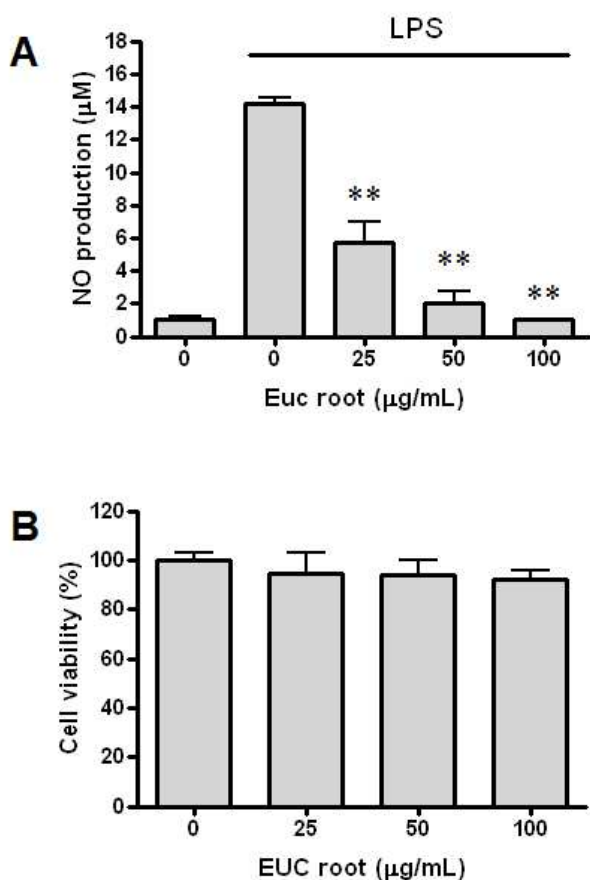 A
LPS
NO production (μM)
18
16
14
12
10
8
6
4
2
0
**
**
**
0 0 25 50 100
Euc root (μg/mL)
B
Cell viability (%)
120
100
80
60
40
20
0
0 25 50 100
EUC root (μg/mL)